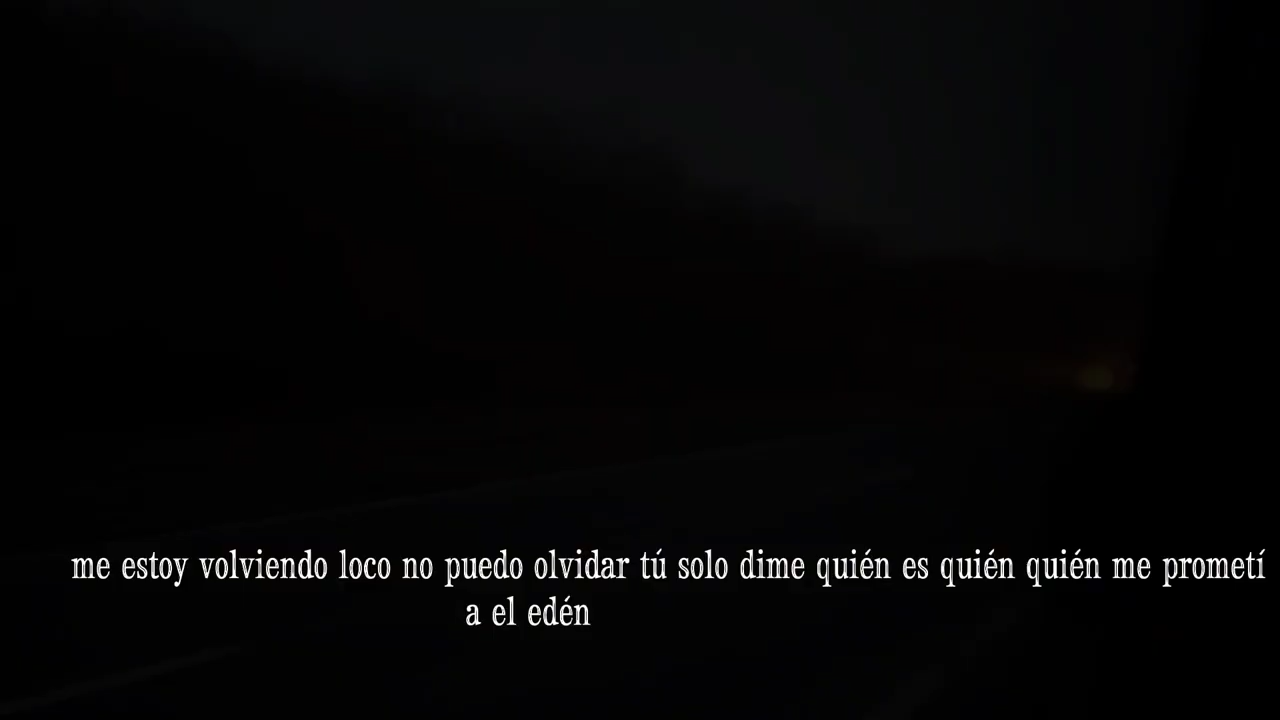 me estoy volviendo loco no puedo olvidar tú solo dime quién es quién quién me prometí
a el edén